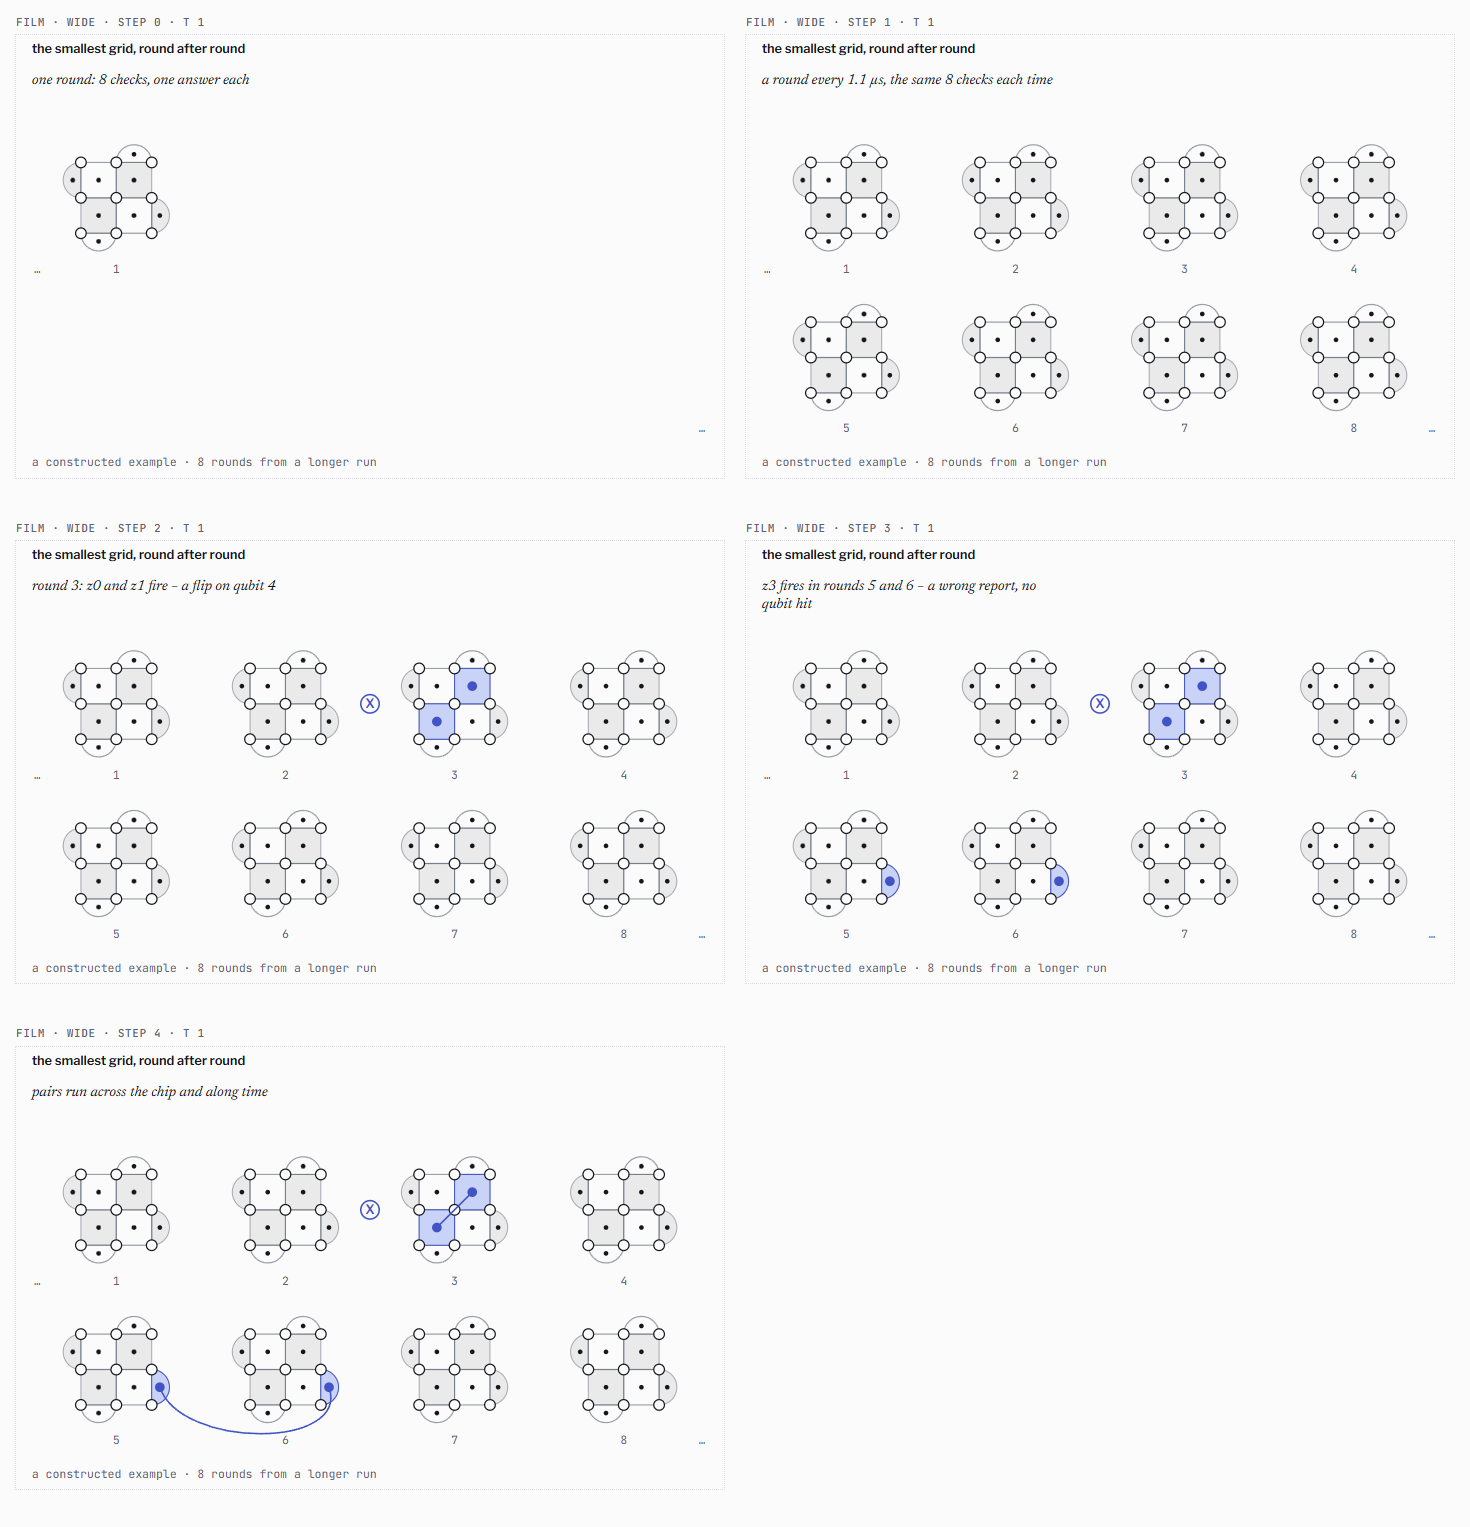 FILM · WIDE · STEP 0 · T 1
the smallest grid, round after round
one round: 8 checks, one answer each
… 1
…
a constructed example · 8 rounds from a longer run
FILM · WIDE · STEP 1 · T 1
the smallest grid, round after round
a round every 1.1 µs, the same 8 checks each time
… 1 2 3 4
5 6 7 8 …
a constructed example · 8 rounds from a longer run
FILM · WIDE · STEP 2 · T 1
the smallest grid, round after round
round 3: z0 and z1 fire – a flip on qubit 4
X
… 1 2 3 4
5 6 7 8 …
a constructed example · 8 rounds from a longer run
FILM · WIDE · STEP 3 · T 1
the smallest grid, round after round
z3 fires in rounds 5 and 6 – a wrong report, no
qubit hit
X
… 1 2 3 4
5 6 7 8 …
a constructed example · 8 rounds from a longer run
FILM · WIDE · STEP 4 · T 1
the smallest grid, round after round
pairs run across the chip and along time
X
… 1 2 3 4
5 6 7 8 …
a constructed example · 8 rounds from a longer run